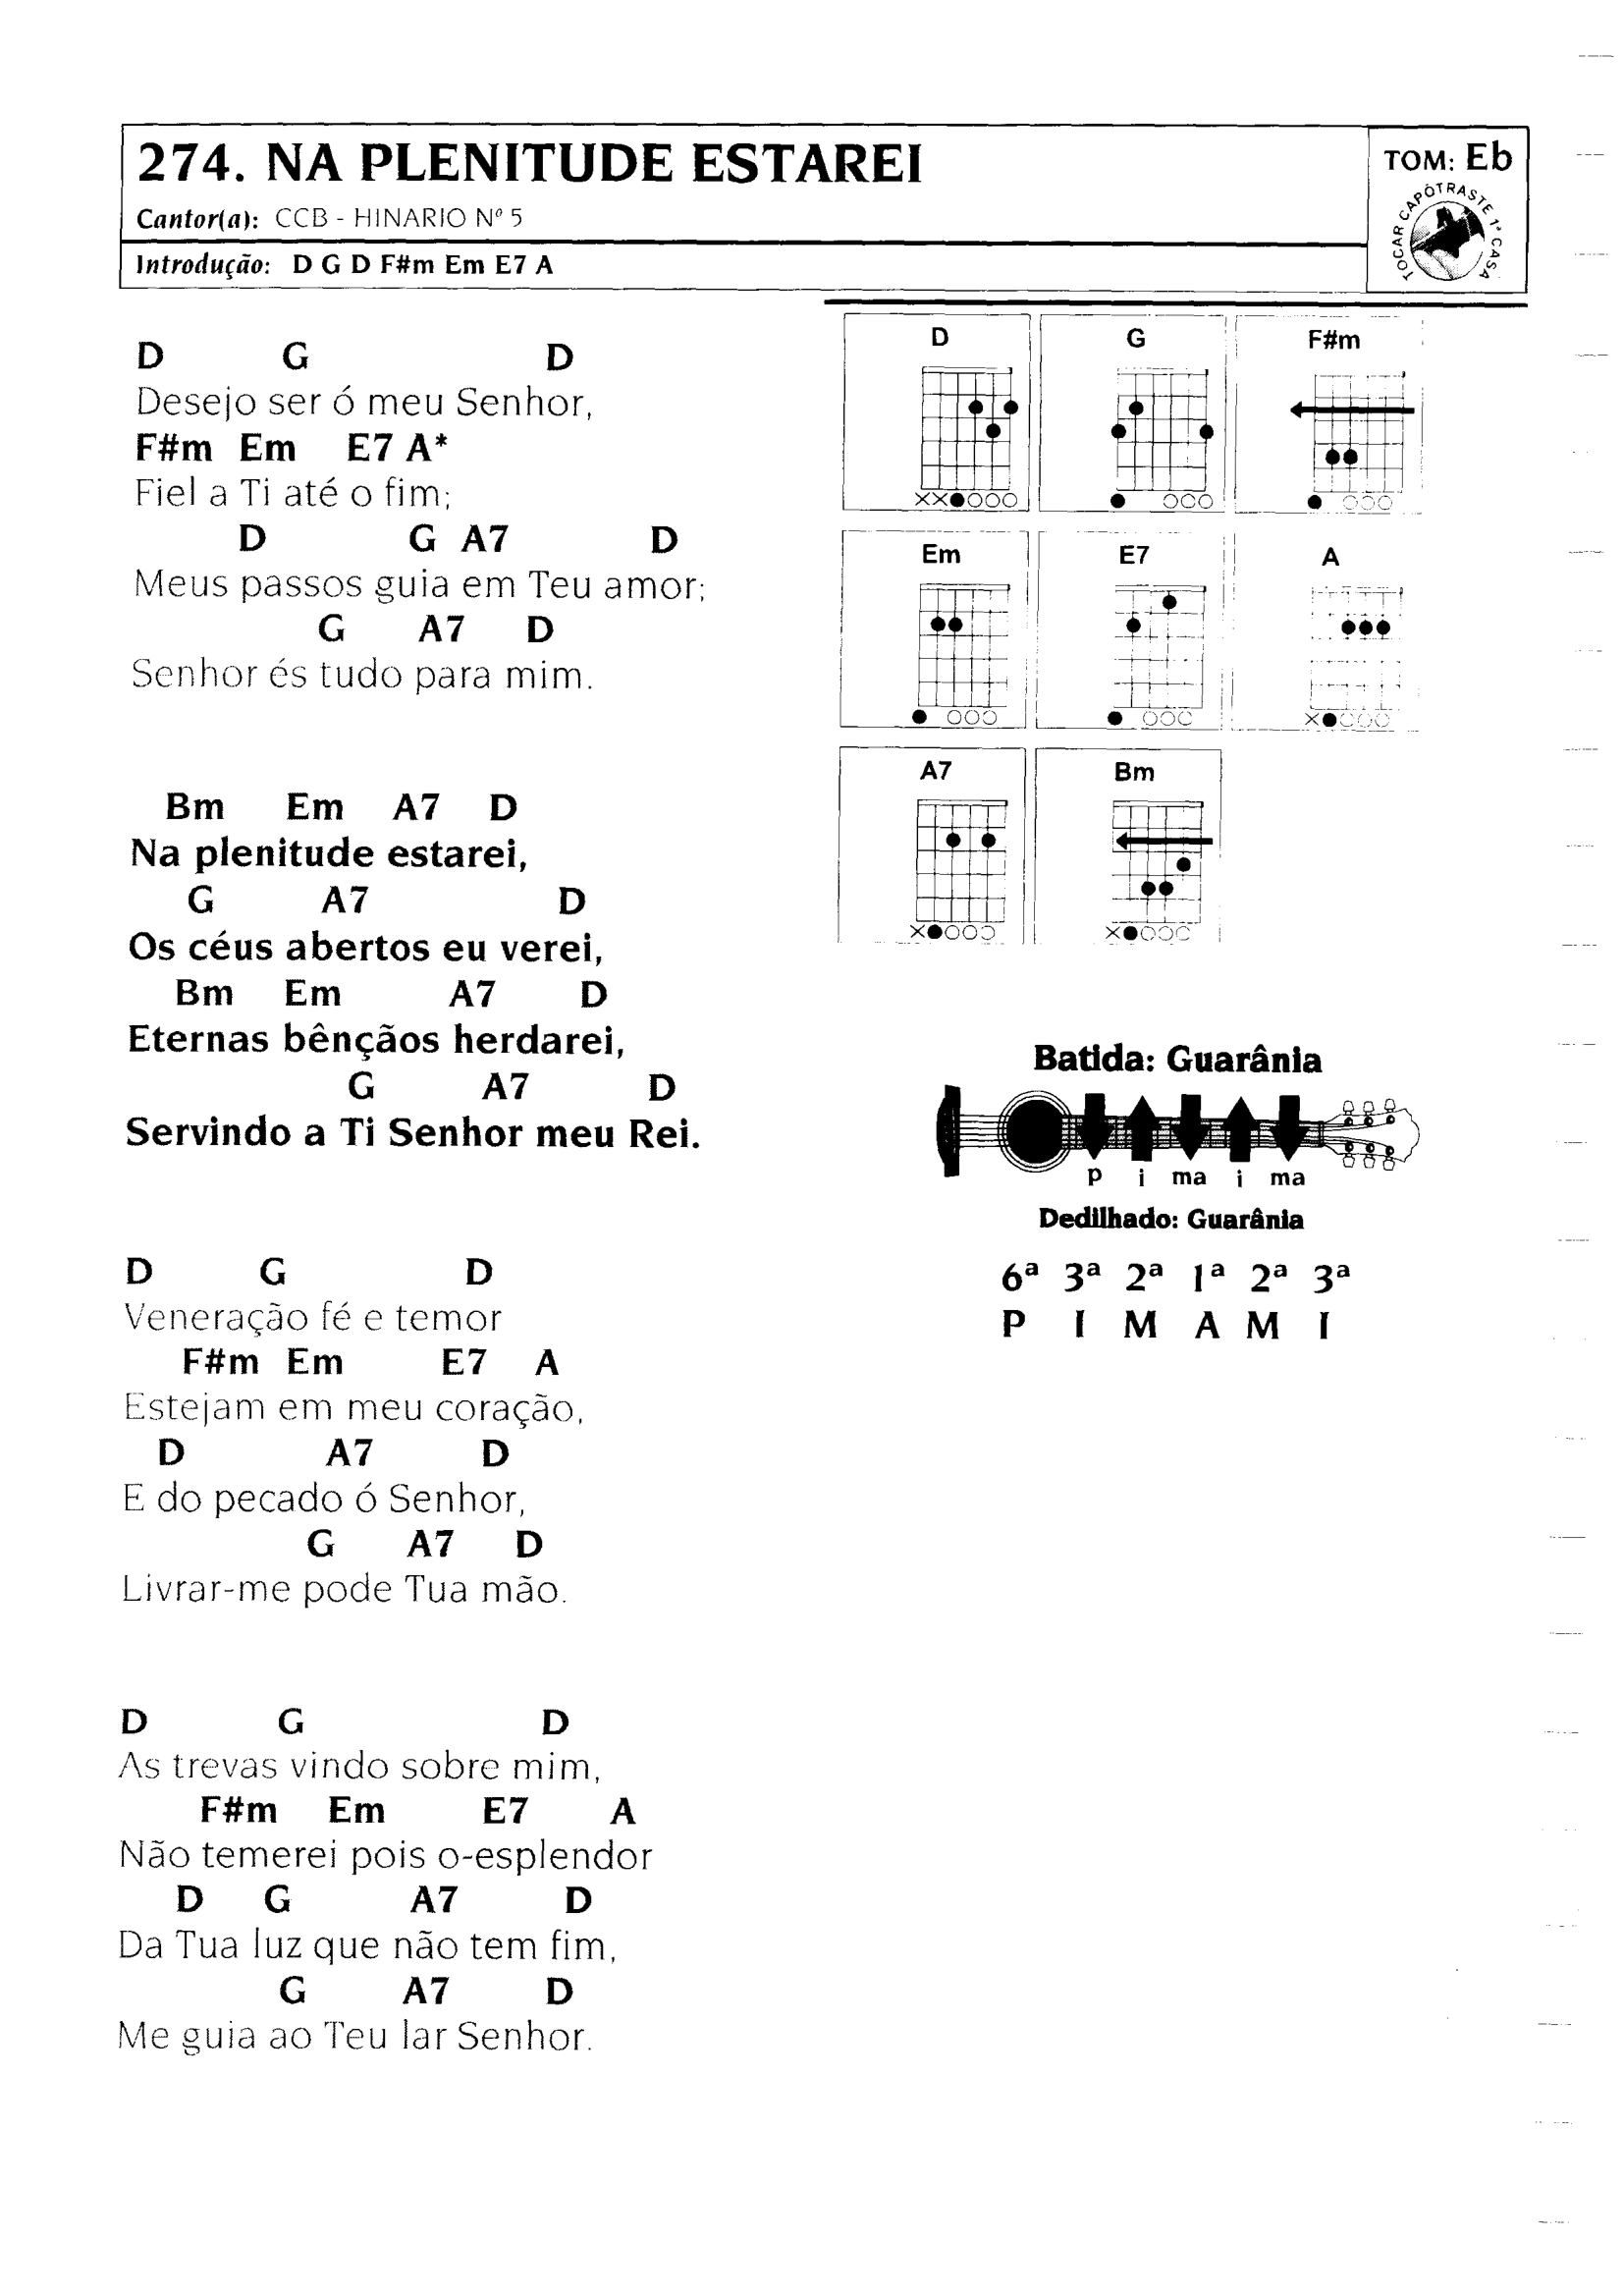 274. NA PLENITUDE ESTAREI
Cantor(a): CCB - HINARIO Nº 5
Introdução: D G D F#m Em E7 A
TOM: Eb
TOCAR CAPÔTRASTE 1ª CASA
D G D
Desejo ser ó meu Senhor,
F#m Em E7 A*
Fiel a Ti até o fim;
D G A7 D
Meus passos guia em Teu amor;
G A7 D
Senhor és tudo para mim.
Bm Em A7 D
Na plenitude estarei,
G A7 D
Os céus abertos eu verei,
Bm Em A7 D
Eternas bênçãos herdarei,
G A7 D
Servindo a Ti Senhor meu Rei.
D G D
Veneração fé e temor
F#m Em E7 A
Estejam em meu coração,
D A7 D
E do pecado ó Senhor,
G A7 D
Livrar-me pode Tua mão.
D G D
As trevas vindo sobre mim,
F#m Em E7 A
Não temerei pois o-esplendor
D G A7 D
Da Tua luz que não tem fim,
G A7 D
Me guia ao Teu lar Senhor.
D G F#m
Em E7 A
A7 Bm
Batida: Guarânia
p i ma i ma
Dedilhado: Guarânia
6ª 3ª 2ª 1ª 2ª 3ª
P I M A M I